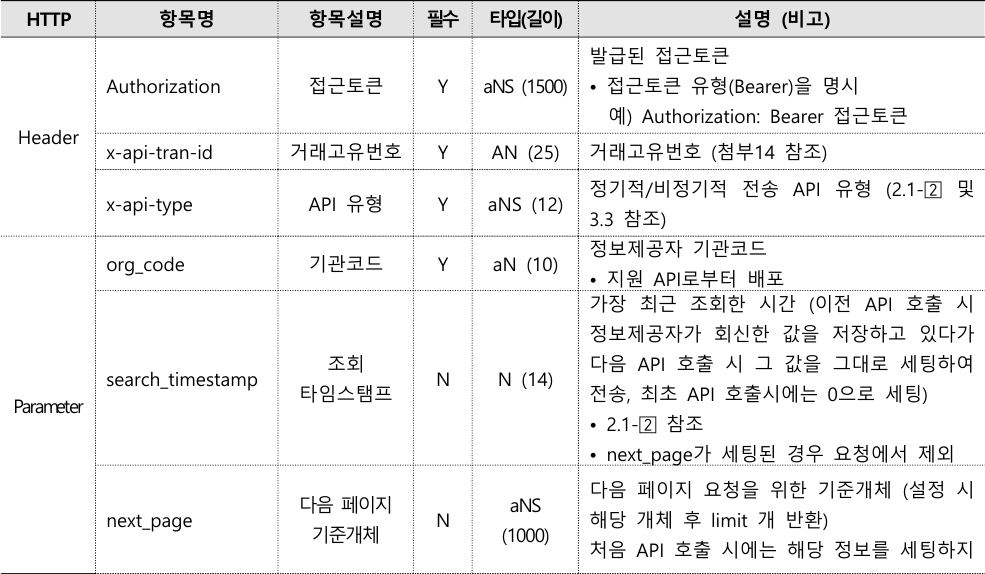 HTTP 항목명 항목설명 필수 타입(길이) 설명 (비고)
Header
Authorization 접근토큰 Y aNS (1500)
발급된 접근토큰
• 접근토큰 유형(Bearer)을 명시
예) Authorization: Bearer 접근토큰
x-api-tran-id 거래고유번호 Y AN (25) 거래고유번호 (첨부14 참조)
x-api-type API 유형 Y aNS (12)
정기적/비정기적 전송 API 유형 (2.1-2 및
3.3 참조)
Parameter
org_code 기관코드 Y aN (10)
정보제공자 기관코드
• 지원 API로부터 배포
search_timestamp
조회
타임스탬프
N N (14)
가장 최근 조회한 시간 (이전 API 호출 시
정보제공자가 회신한 값을 저장하고 있다가
다음 API 호출 시 그 값을 그대로 세팅하여
전송, 최초 API 호출시에는 0으로 세팅)
• 2.1-2 참조
• next_page가 세팅된 경우 요청에서 제외
next_page
다음 페이지
기준개체
N
aNS
(1000)
다음 페이지 요청을 위한 기준개체 (설정 시
해당 개체 후 limit 개 반환)
처음 API 호출 시에는 해당 정보를 세팅하지